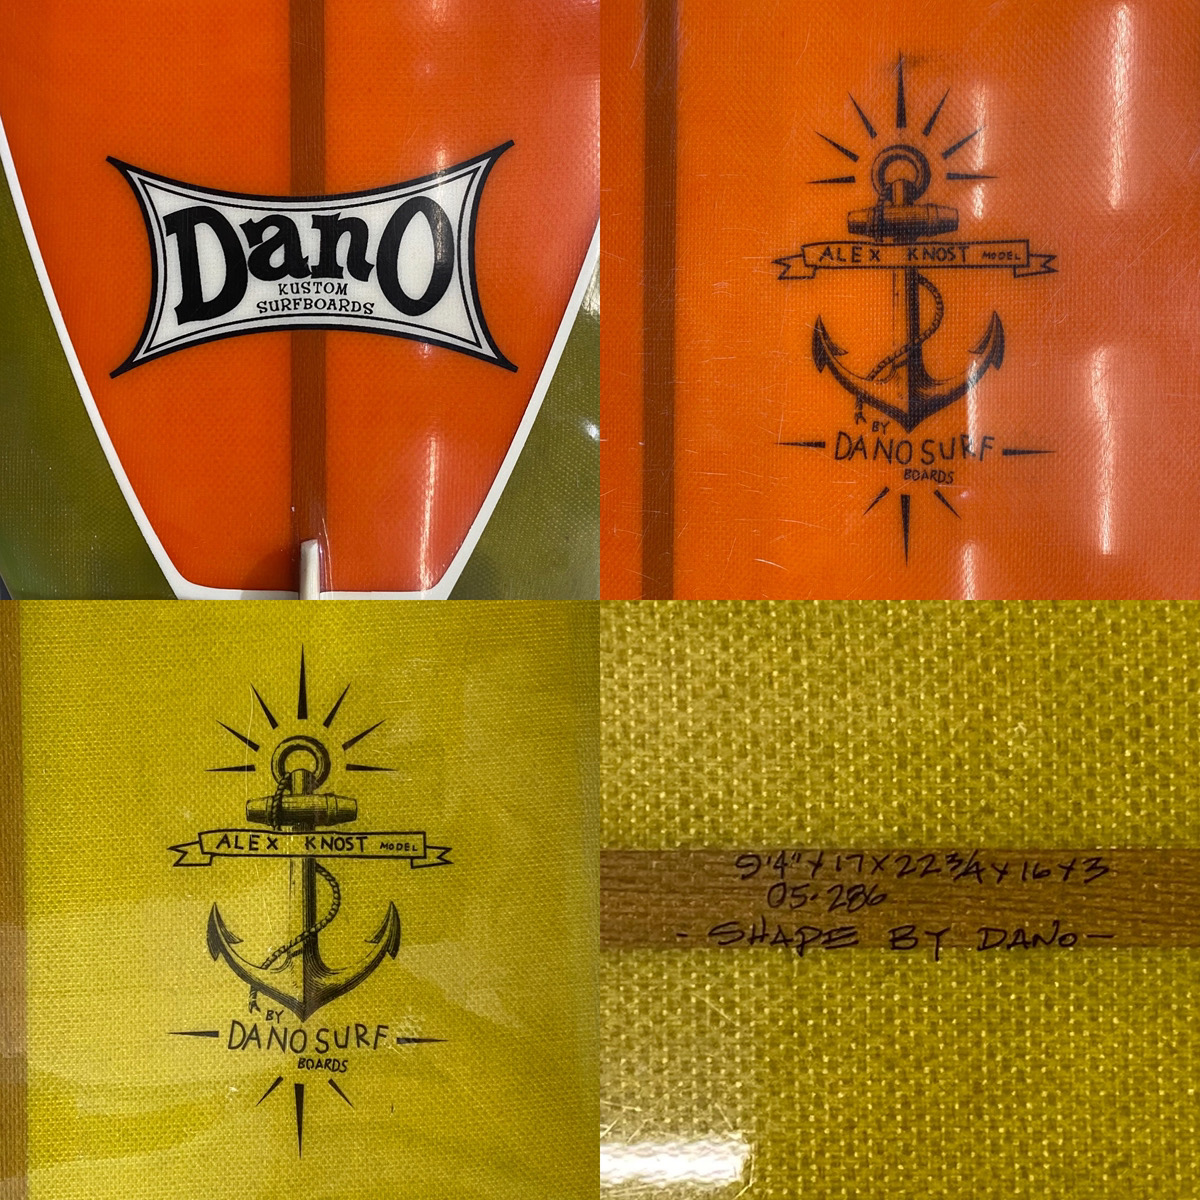 Dano
KUSTOM
SURFBOARDS
ALEX KNOST MODEL
BY
DANO SURF
BOARDS
ALEX KNOST MODEL
BY
DANO SURF
BOARDS
9'4" X 17 X 22 3/4 X 16 X 3
05.286
- SHAPE BY DANO -